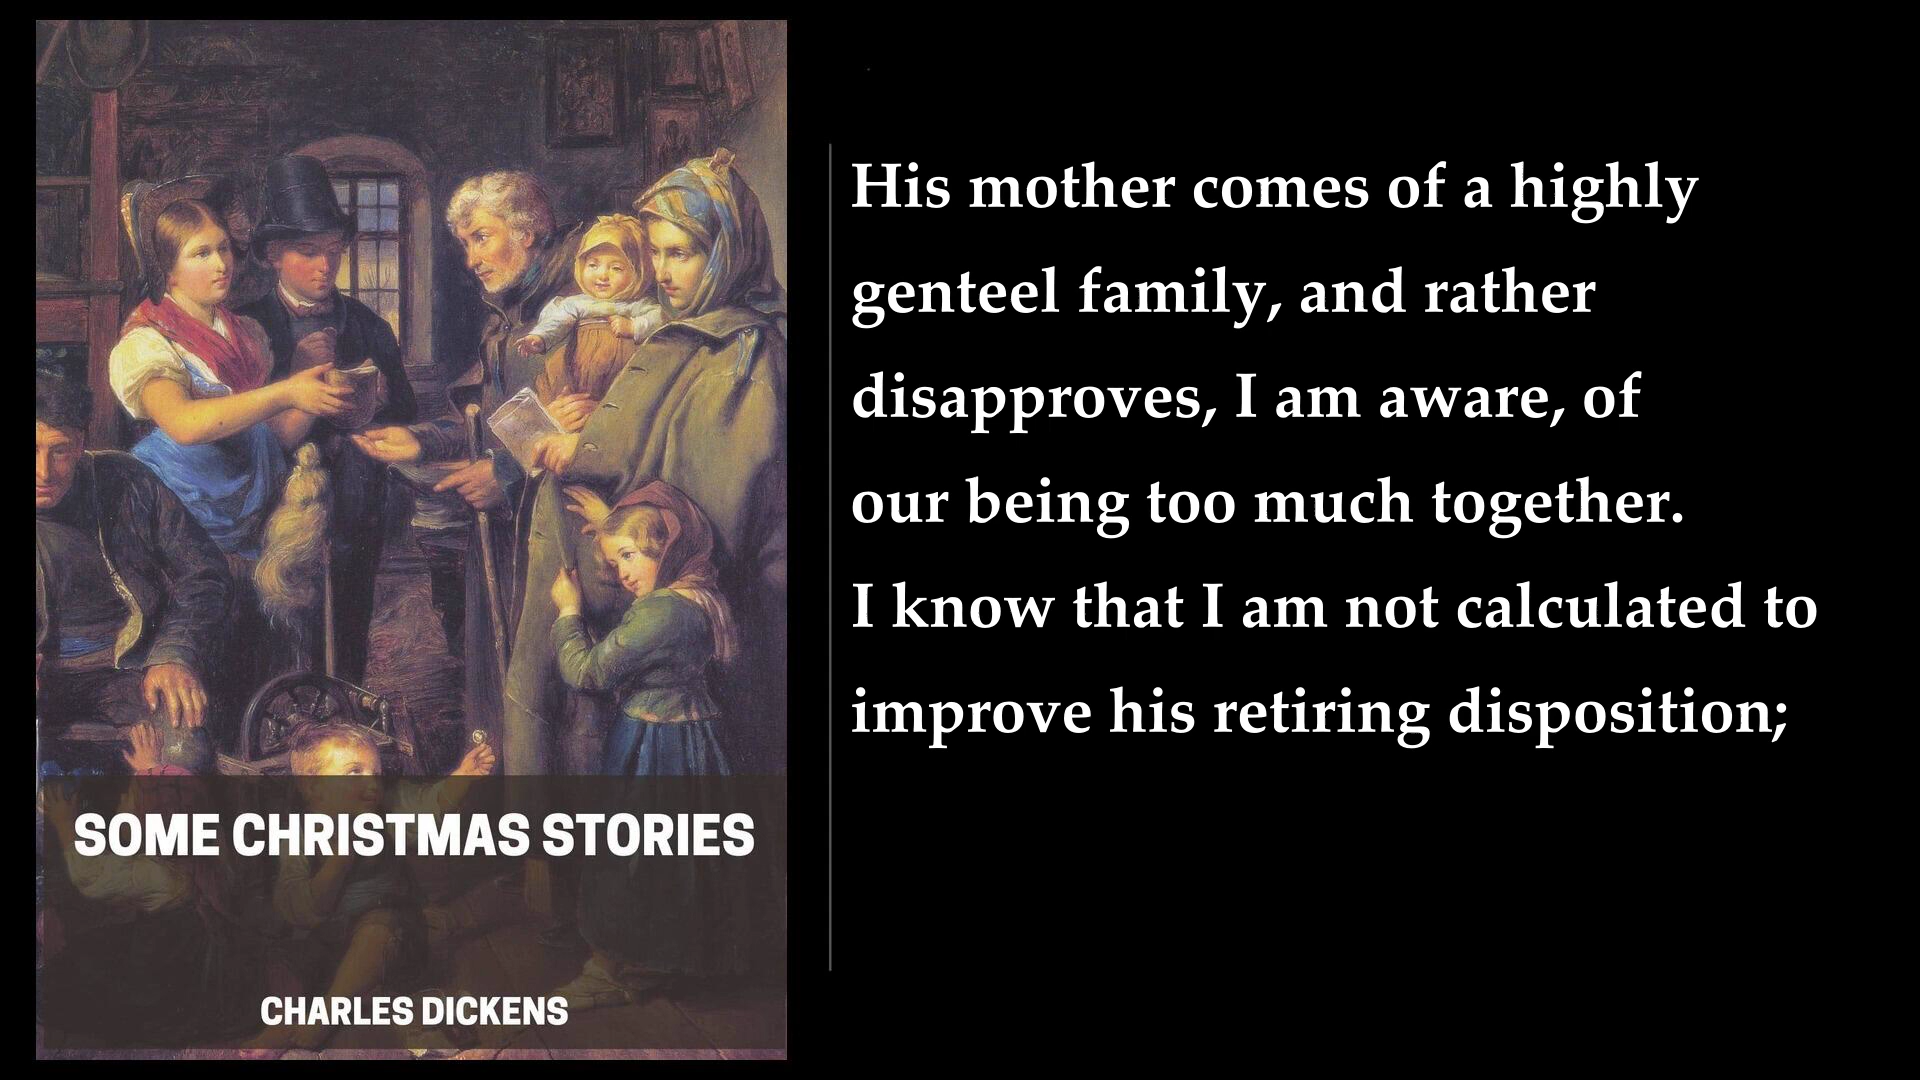 SOME CHRISTMAS STORIES
CHARLES DICKENS
His mother comes of a highly
genteel family, and rather
disapproves, I am aware, of
our being too much together.
I know that I am not calculated to
improve his retiring disposition;